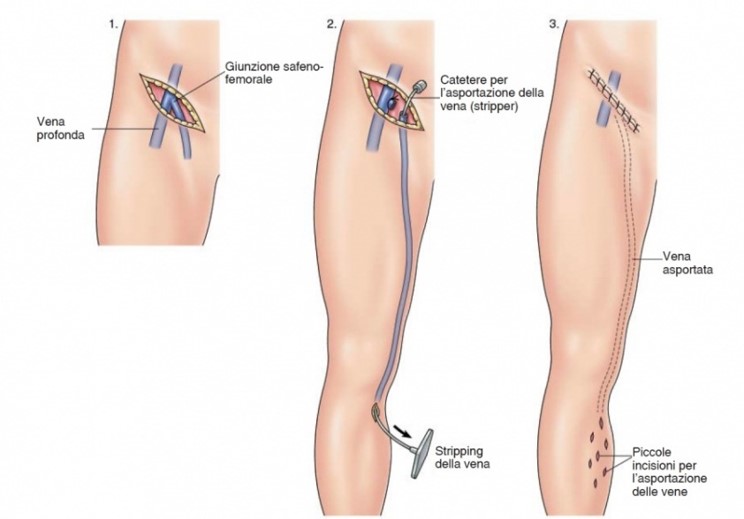 1.
Giunzione safeno-
femorale
Vena
profonda
2.
Catetere per
l'asportazione della
vena (stripper)
Stripping
della vena
3.
Vena
asportata
Piccole
incisioni per
l'asportazione
delle vene